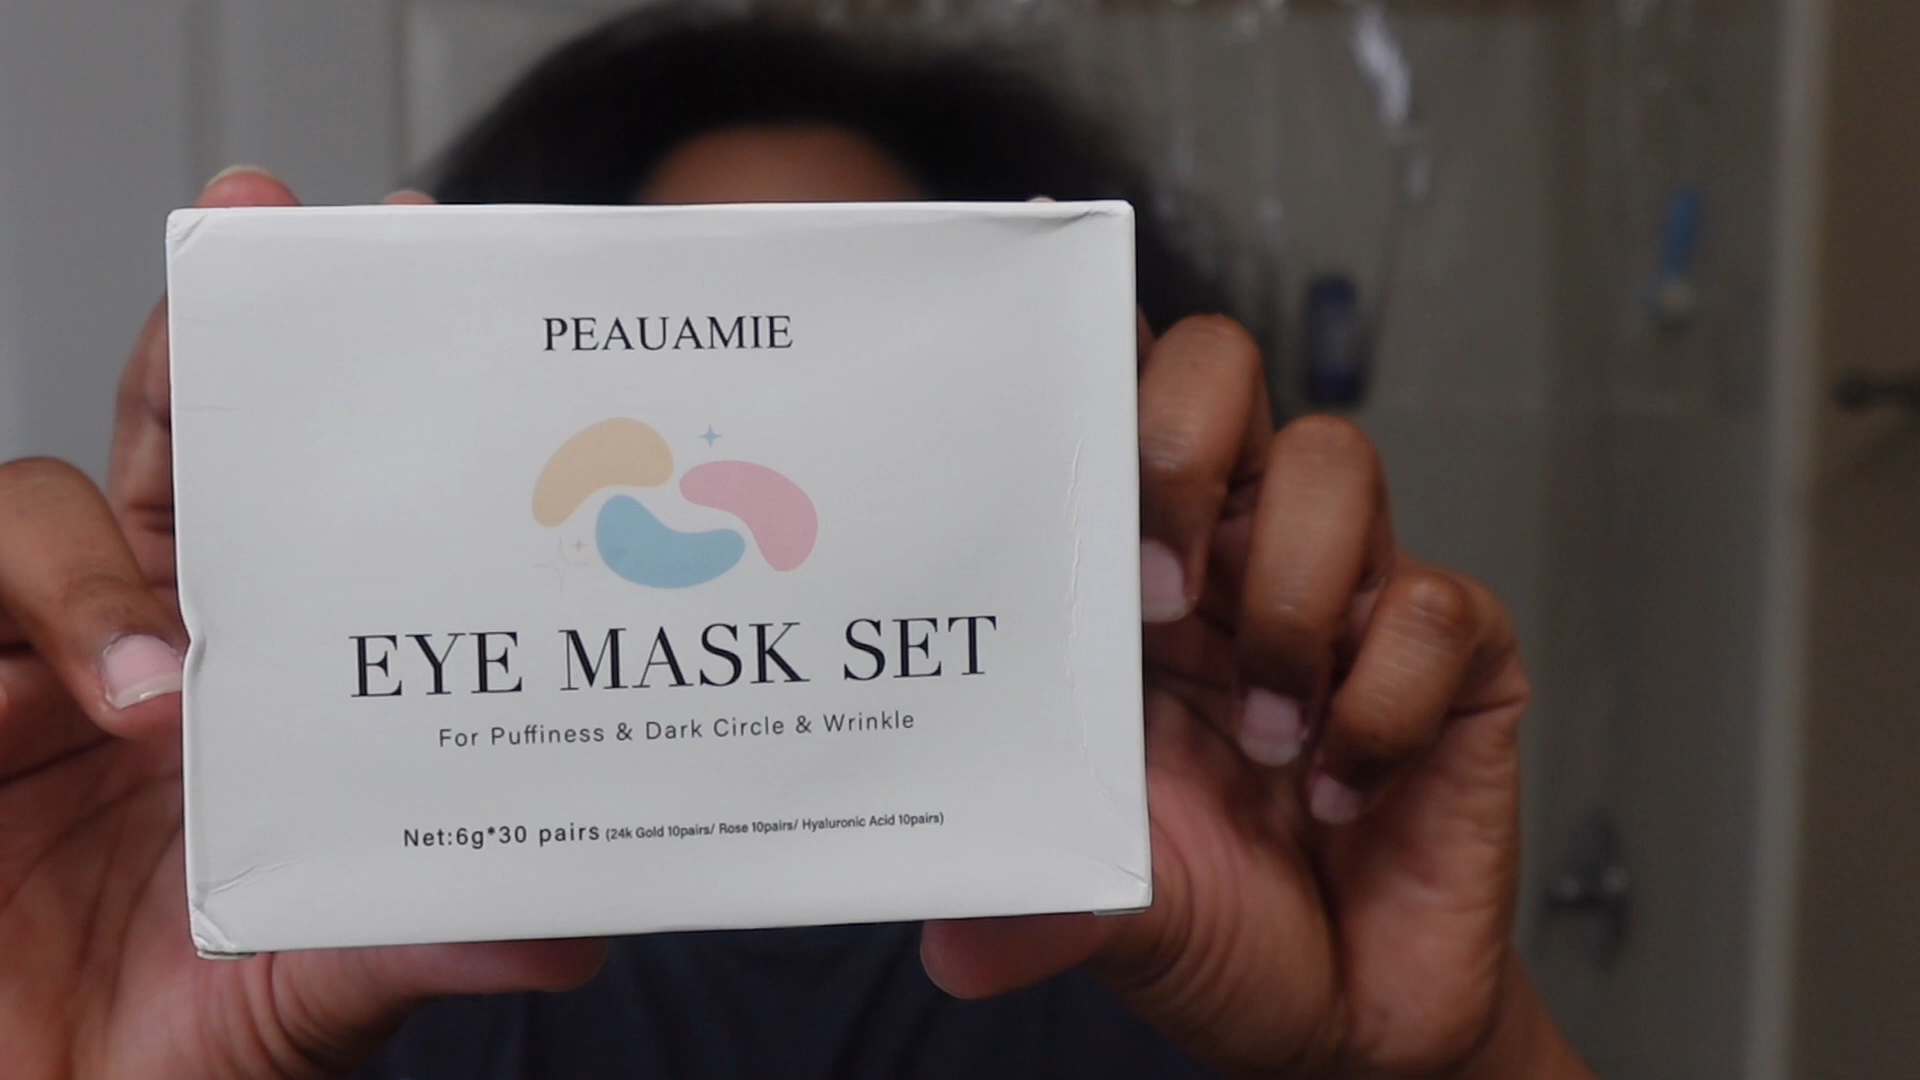 PEAUAMIE
EYE MASK SET
For Puffiness & Dark Circle & Wrinkle
Net:6g*30 pairs (24k Gold 10pairs/ Rose 10pairs/ Hyaluronic Acid 10pairs)